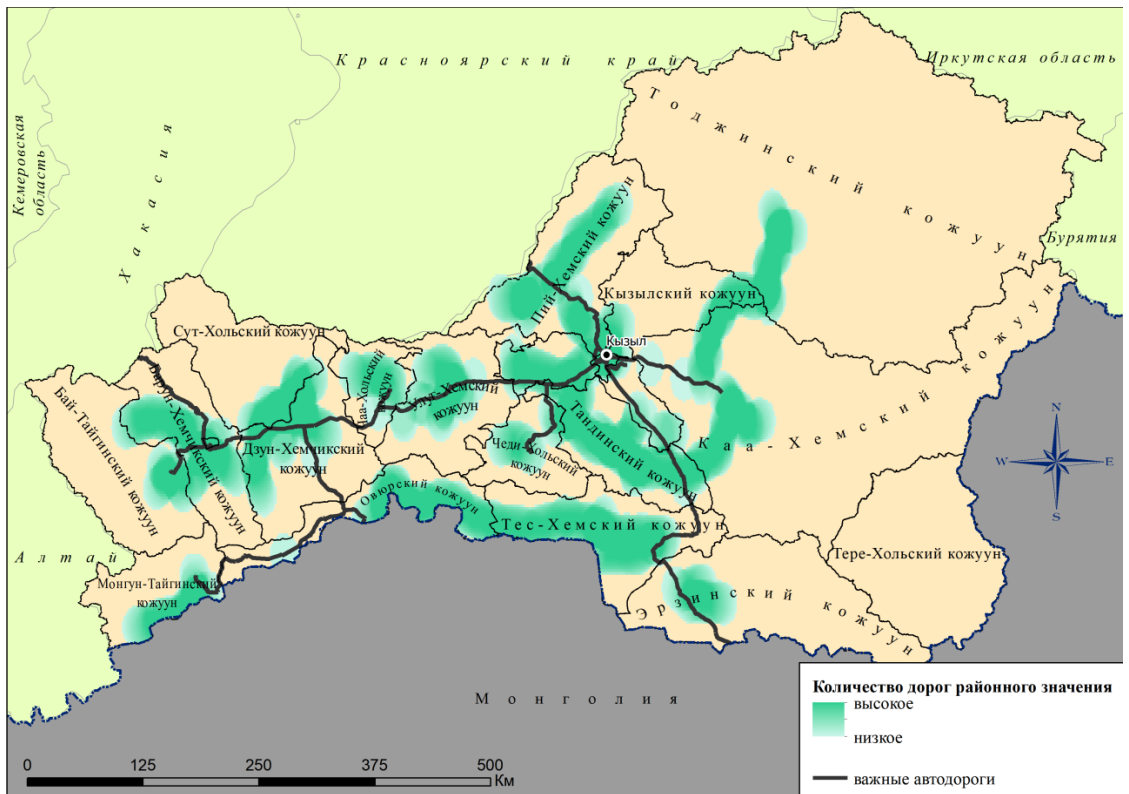 Красноярский край
Иркутская область
Кемеровская
область
Хакасия
Тоджинский кожуун
Бурятия
Пий-Хемский кожуун
Кызылский кожуун
Сут-Хольский кожуун
Кызыл
Чаа-Хольский
кожуун
Улуг-Хемский
кожуун
Барун-Хемчикский
кожуун
Бай-Тайгинский кожуун
Дзун-Хемчикский
кожуун
Чеди-Хольский
кожуун
Тандинский кожуун
Каа-Хемский кожуун
Овюрский кожуун
Тес-Хемский кожуун
Тере-Хольский кожуун
Алтай
Монгун-Тайгинский
кожуун
Эрзинский кожуун
Монголия
N
W
E
S
Количество дорог районного значения
высокое
низкое
важные автодороги
0 125 250 375 500
Км